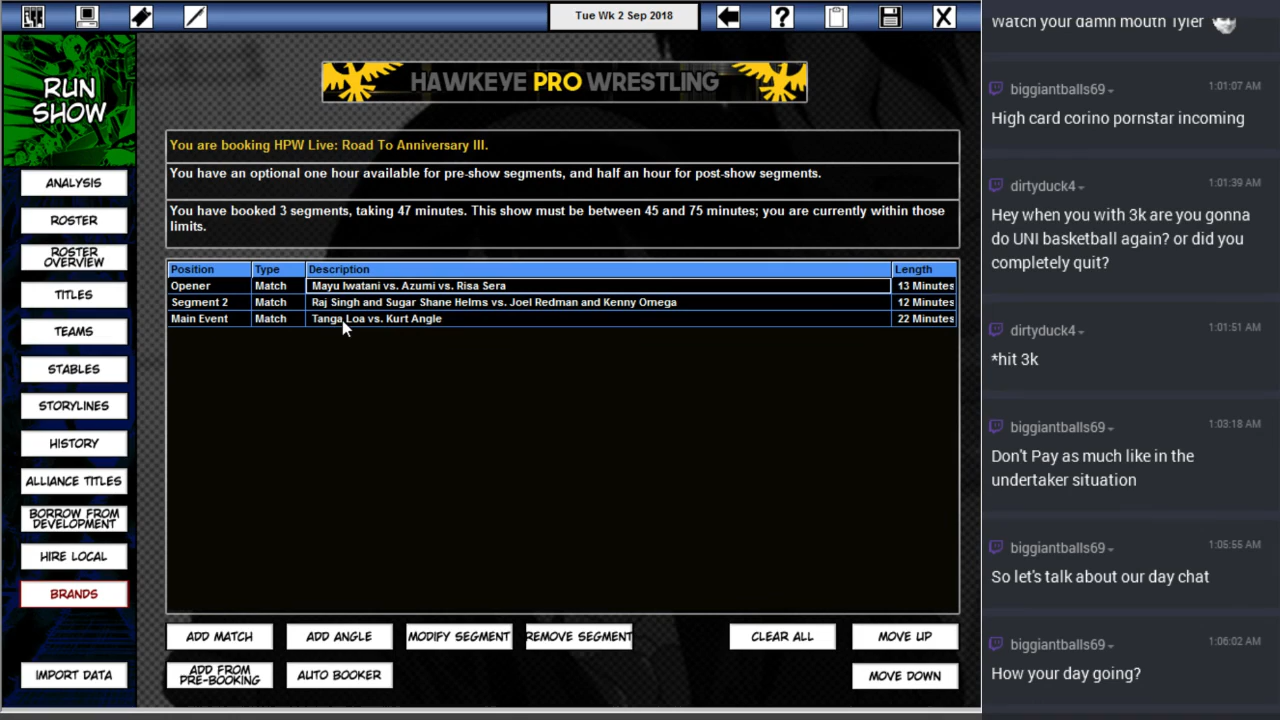 Tue Wk 2 Sep 2018
?
X
RUN
SHOW
HAWKEYE PRO WRESTLING
You are booking HPW Live: Road To Anniversary III.
You have an optional one hour available for pre-show segments, and half an hour for post-show segments.
You have booked 3 segments, taking 47 minutes. This show must be between 45 and 75 minutes; you are currently within those
limits.
Position Type Description Length
Opener Match Mayu Iwatani vs. Azumi vs. Risa Sera 13 Minutes
Segment 2 Match Raj Singh and Sugar Shane Helms vs. Joel Redman and Kenny Omega 12 Minutes
Main Event Match Tanga Loa vs. Kurt Angle 22 Minutes
ANALYSIS
ROSTER
ROSTER
OVERVIEW
TITLES
TEAMS
STABLES
STORYLINES
HISTORY
ALLIANCE TITLES
BORROW FROM
DEVELOPMENT
HIRE LOCAL
BRANDS
IMPORT DATA
ADD MATCH
ADD ANGLE
MODIFY SEGMENT
REMOVE SEGMENT
CLEAR ALL
MOVE UP
ADD FROM
PRE-BOOKING
AUTO BOOKER
MOVE DOWN
Watch your damn mouth Tyler
biggiantballs69 1:01:07 AM
High card corino pornstar incoming
dirtyduck4 1:01:39 AM
Hey when you with 3k are you gonna
do UNI basketball again? or did you
completely quit?
dirtyduck4 1:01:51 AM
*hit 3k
biggiantballs69 1:03:18 AM
Don't Pay as much like in the
undertaker situation
biggiantballs69 1:05:55 AM
So let's talk about our day chat
biggiantballs69 1:06:02 AM
How your day going?